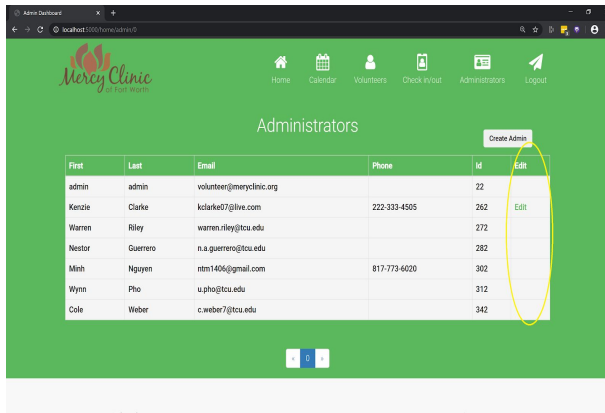 Admin Dashboard
localhost:5000/home/admin/0
Mercy Clinic
of Fort Worth
Home Calendar Volunteers Check in/out Administrators Logout
Administrators
Create Admin
First Last Email Phone Id Edit
admin admin volunteer@meryclinic.org 22
Kenzie Clarke kclarke07@live.com 222-333-4505 262 Edit
Warren Riley warren.riley@tcu.edu 272
Nestor Guerrero n.a.guerrero@tcu.edu 282
Minh Nguyen ntm1406@gmail.com 817-773-6020 302
Wynn Pho u.pho@tcu.edu 312
Cole Weber c.weber7@tcu.edu 342
« 0 »